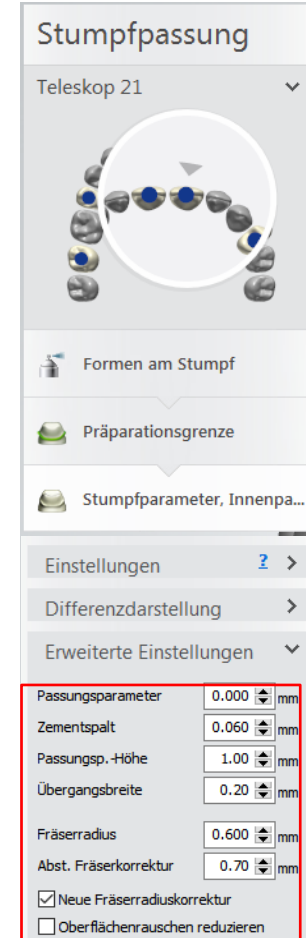 Stumpfpassung
Teleskop 21
Formen am Stumpf
Präparationsgrenze
Stumpfparameter, Innenpa...
Einstellungen ?
Differenzdarstellung
Erweiterte Einstellungen
Passungsparameter 0.000 mm
Zementspalt 0.060 mm
Passungsp.-Höhe 1.00 mm
Übergangsbreite 0.20 mm
Fräserradius 0.600 mm
Abst. Fräserkorrektur 0.70 mm
Neue Fräserradiuskorrektur
Oberflächenrauschen reduzieren